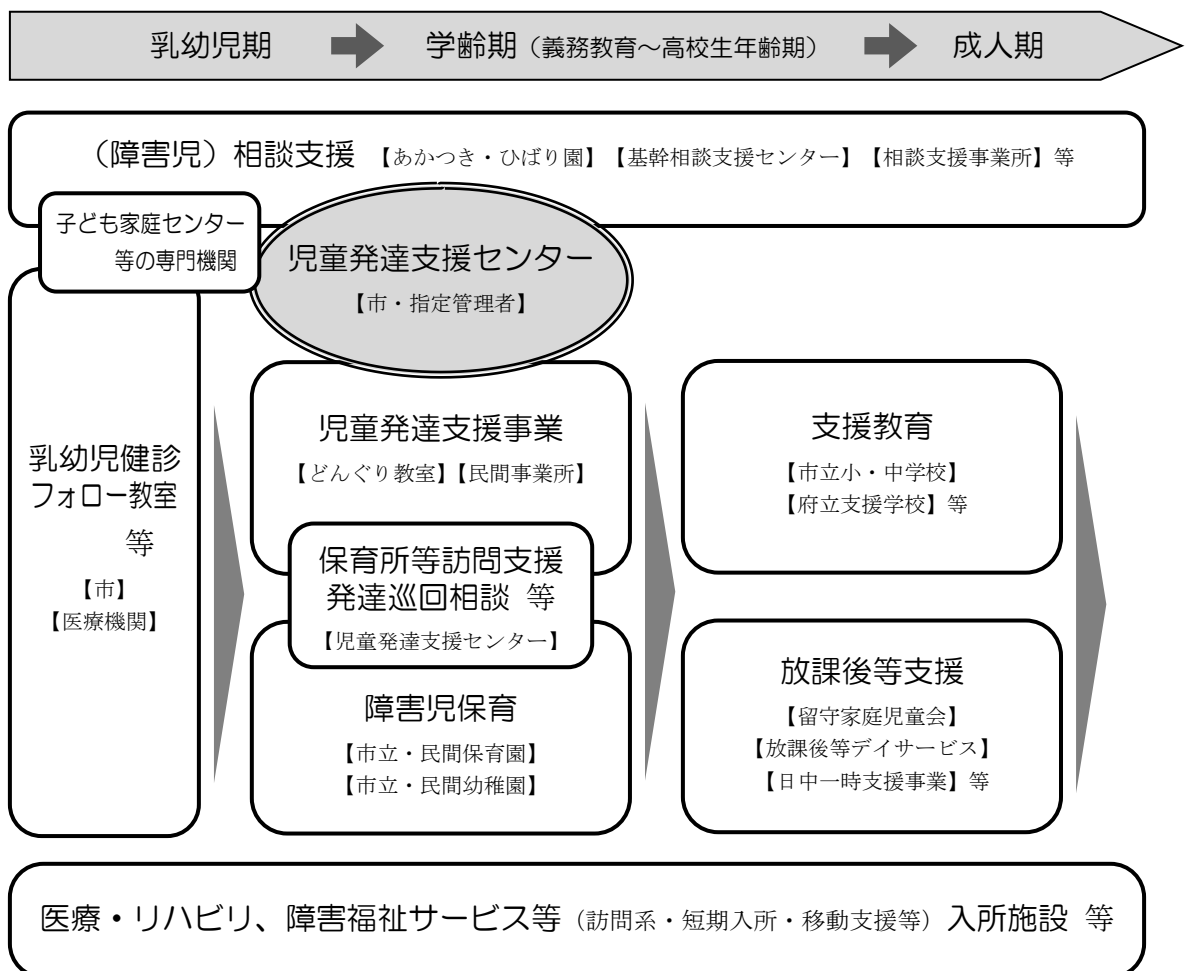 乳幼児期 学齢期（義務教育～高校生年齢期） 成人期
（障害児）相談支援 【あかつき・ひばり園】【基幹相談支援センター】【相談支援事業所】等
子ども家庭センター
等の専門機関
児童発達支援センター
【市・指定管理者】
乳幼児健診
フォロー教室
等
【市】
【医療機関】
児童発達支援事業
【どんぐり教室】【民間事業所】
保育所等訪問支援
発達巡回相談 等
【児童発達支援センター】
障害児保育
【市立・民間保育園】
【市立・民間幼稚園】
支援教育
【市立小・中学校】
【府立支援学校】等
放課後等支援
【留守家庭児童会】
【放課後等デイサービス】
【日中一時支援事業】等
医療・リハビリ、障害福祉サービス等（訪問系・短期入所・移動支援等）入所施設 等